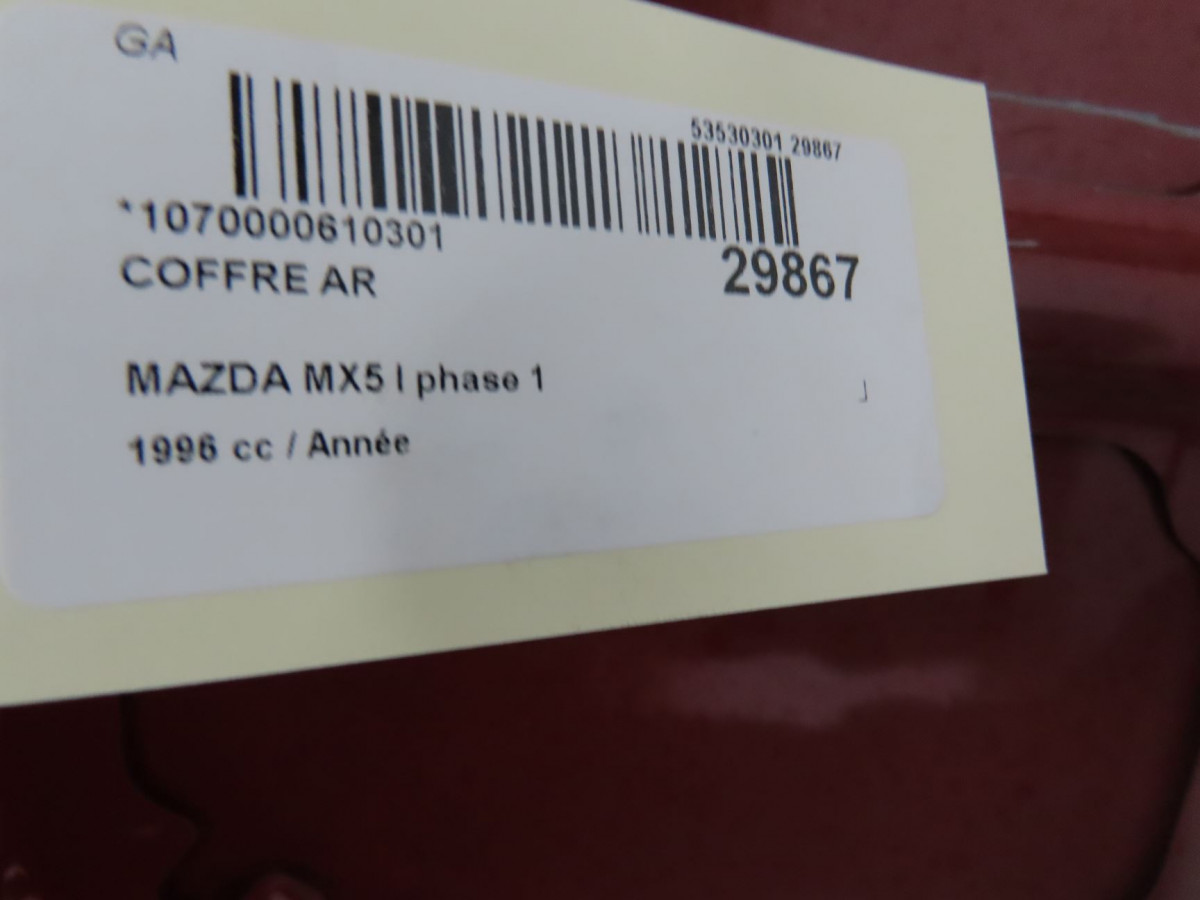 GA
53530301 29867
*1070000610301
COFFRE AR
29867
MAZDA MX5 I phase 1
1996 cc / Année